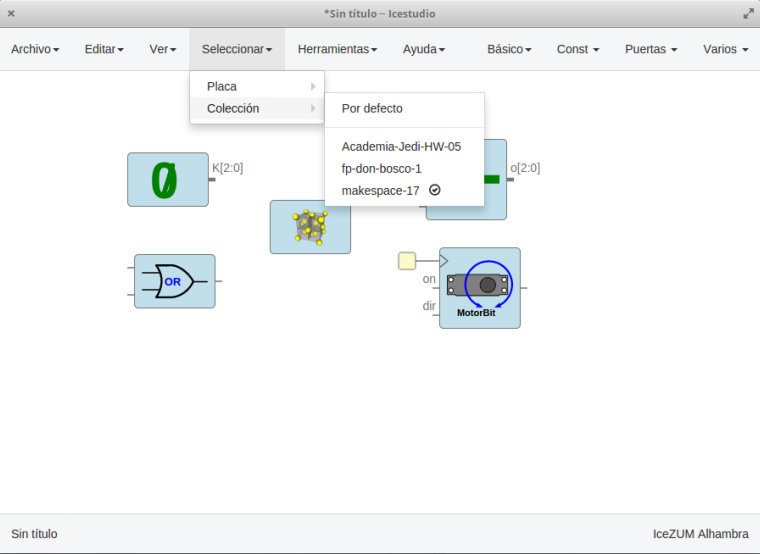 *Sin título – Icestudio
Archivo Editar Ver Seleccionar Herramientas Ayuda Básico Const Puertas Varios
Placa
Colección
Por defecto
Academia-Jedi-HW-05
fp-don-bosco-1
makespace-17
0
K[2:0]
o[2:0]
OR
on
dir
MotorBit
Sin título
IceZUM Alhambra